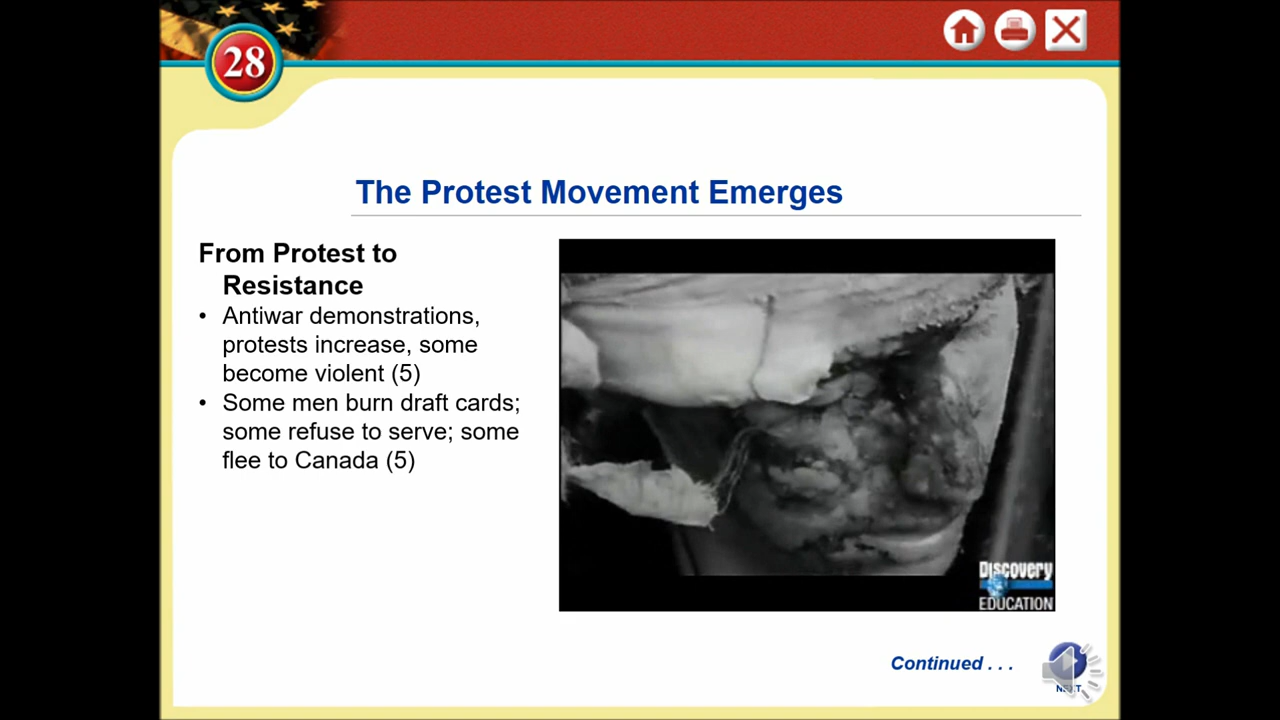 28
The Protest Movement Emerges
From Protest to
Resistance
• Antiwar demonstrations,
protests increase, some
become violent (5)
• Some men burn draft cards;
some refuse to serve; some
flee to Canada (5)
Discovery
EDUCATION
Continued . . .
NEXT